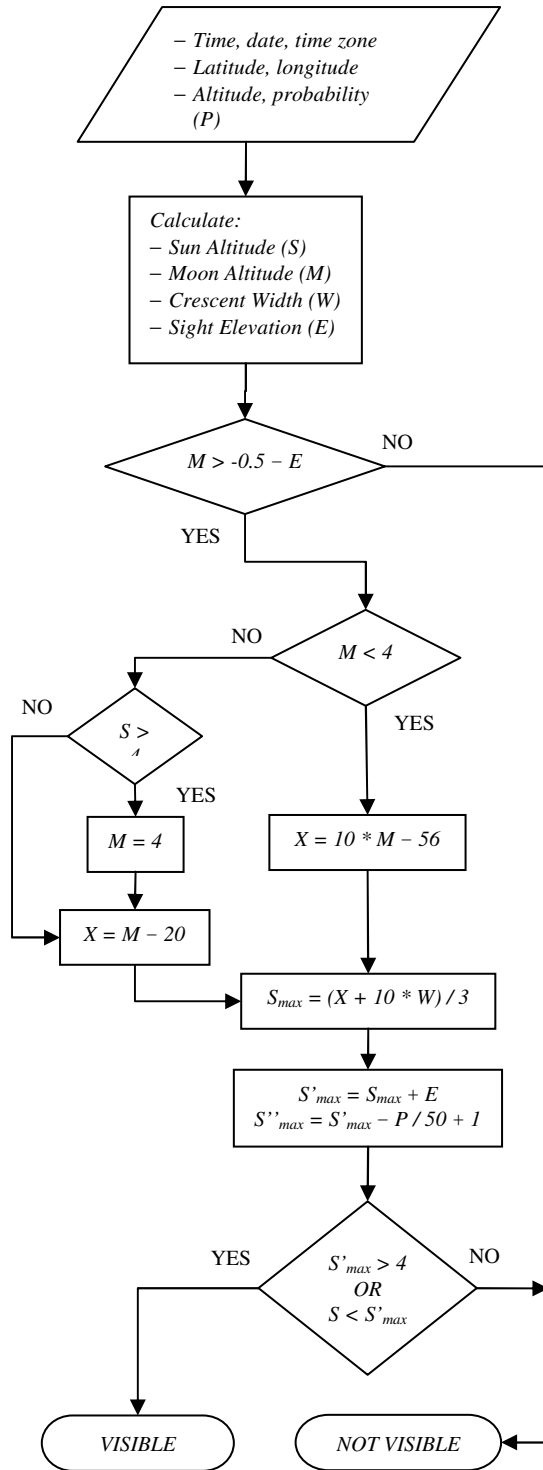 – Time, date, time zone
– Latitude, longitude
– Altitude, probability
(P)
Calculate:
– Sun Altitude (S)
– Moon Altitude (M)
– Crescent Width (W)
– Sight Elevation (E)
M > -0.5 – E
NO
YES
M < 4
NO
YES
S >
NO
YES
M = 4
X = 10 * M – 56
X = M – 20
Smax = (X + 10 * W) / 3
S’max = Smax + E
S’’max = S’max – P / 50 + 1
YES
S’max > 4
OR
S < S’max
NO
VISIBLE
NOT VISIBLE